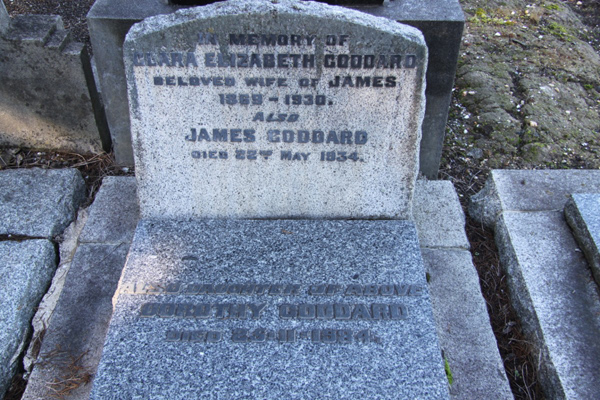 IN MEMORY OF
CLARA ELIZABETH GODDARD
BELOVED WIFE OF JAMES
1869 - 1930.
ALSO
JAMES GODDARD
DIED 22ND MAY 1934.
ALSO DAUGHTER OF ABOVE
DOROTHY GODDARD
DIED